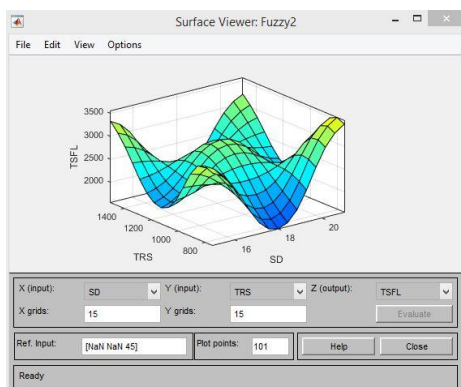 Surface Viewer: Fuzzy2
File Edit View Options
3500
3000
2500
2000
TSFL
1400
1200
1000
800
TRS
16
18
20
SD
X (input): SD Y (input): TRS Z (output): TSFL
X grids: 15 Y grids: 15 Evaluate
Ref. Input: [NaN NaN 45] Plot points: 101 Help Close
Ready